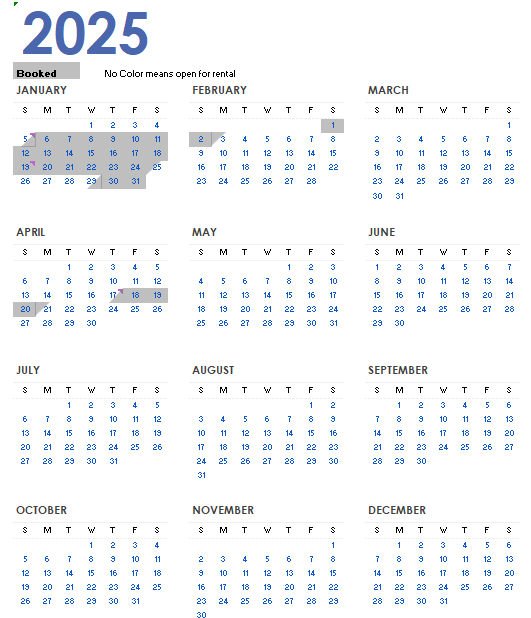 2025
Booked No Color means open for rental
JANUARY FEBRUARY MARCH
S M T W T F S S M T W T F S S M T W T F S
1 2 3 4 1 1
5 6 7 8 9 10 11 2 3 4 5 6 7 8 2 3 4 5 6 7 8
12 13 14 15 16 17 18 9 10 11 12 13 14 15 9 10 11 12 13 14 15
19 20 21 22 23 24 25 16 17 18 19 20 21 22 16 17 18 19 20 21 22
26 27 28 29 30 31 23 24 25 26 27 28 23 24 25 26 27 28 29
30 31
APRIL MAY JUNE
S M T W T F S S M T W T F S S M T W T F S
1 2 3 4 5 1 2 3 1 2 3 4 5 6 7
6 7 8 9 10 11 12 4 5 6 7 8 9 10 8 9 10 11 12 13 14
13 14 15 16 17 18 19 11 12 13 14 15 16 17 15 16 17 18 19 20 21
20 21 22 23 24 25 26 18 19 20 21 22 23 24 22 23 24 25 26 27 28
27 28 29 30 25 26 27 28 29 30 31 29 30
JULY AUGUST SEPTEMBER
S M T W T F S S M T W T F S S M T W T F S
1 2 3 4 5 1 2 1 2 3 4 5 6
6 7 8 9 10 11 12 3 4 5 6 7 8 9 7 8 9 10 11 12 13
13 14 15 16 17 18 19 10 11 12 13 14 15 16 14 15 16 17 18 19 20
20 21 22 23 24 25 26 17 18 19 20 21 22 23 21 22 23 24 25 26 27
27 28 29 30 31 24 25 26 27 28 29 30 28 29 30
31
OCTOBER NOVEMBER DECEMBER
S M T W T F S S M T W T F S S M T W T F S
1 2 3 4 1 1 2 3 4 5 6
5 6 7 8 9 10 11 2 3 4 5 6 7 8 7 8 9 10 11 12 13
12 13 14 15 16 17 18 9 10 11 12 13 14 15 14 15 16 17 18 19 20
19 20 21 22 23 24 25 16 17 18 19 20 21 22 21 22 23 24 25 26 27
26 27 28 29 30 31 23 24 25 26 27 28 29 28 29 30 31
30